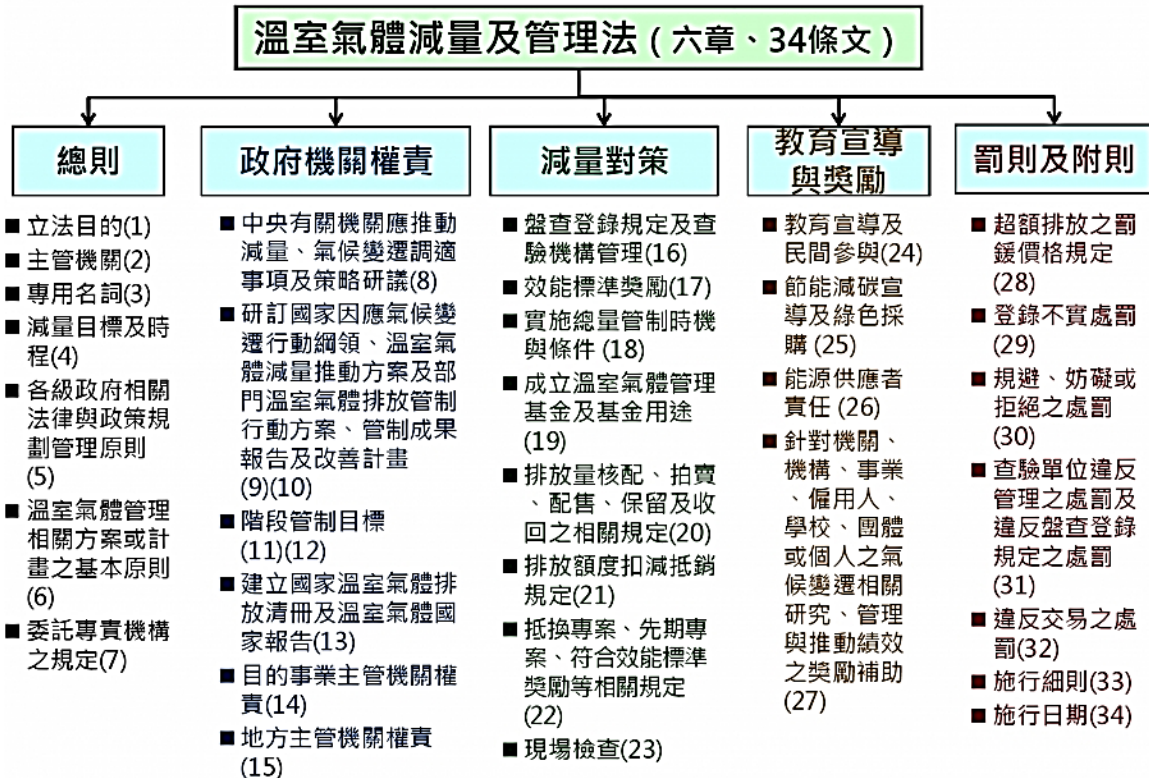 溫室氣體減量及管理法（六章、34條文）
總則
■ 立法目的(1)
■ 主管機關(2)
■ 專用名詞(3)
■ 減量目標及時
程(4)
■ 各級政府相關
法律與政策規
劃管理原則
(5)
■ 溫室氣體管理
相關方案或計
畫之基本原則
(6)
■ 委託專責機構
之規定(7)
政府機關權責
■ 中央有關機關應推動
減量、氣候變遷調適
事項及策略研議(8)
■ 研訂國家因應氣候變
遷行動綱領、溫室氣
體減量推動方案及部
門溫室氣體排放管制
行動方案、管制成果
報告及改善計畫
(9)(10)
■ 階段管制目標
(11)(12)
■ 建立國家溫室氣體排
放清冊及溫室氣體國
家報告(13)
■ 目的事業主管機關權
責(14)
■ 地方主管機關權責
(15)
減量對策
■ 盤查登錄規定及查
驗機構管理(16)
■ 效能標準獎勵(17)
■ 實施總量管制時機
與條件 (18)
■ 成立溫室氣體管理
基金及基金用途
(19)
■ 排放量核配、拍賣
、配售、保留及收
回之相關規定(20)
■ 排放額度扣減抵銷
規定(21)
■ 抵換專案、先期專
案、符合效能標準
獎勵等相關規定
(22)
■ 現場檢查(23)
教育宣導
與獎勵
■ 教育宣導及
民間參與(24)
■ 節能減碳宣
導及綠色採
購 (25)
■ 能源供應者
責任 (26)
■ 針對機關、
機構、事業
、僱用人、
學校、團體
或個人之氣
候變遷相關
研究、管理
與推動績效
之獎勵補助
(27)
罰則及附則
■ 超額排放之罰
鍰價格規定
(28)
■ 登錄不實處罰
(29)
■ 規避、妨礙或
拒絕之處罰
(30)
■ 查驗單位違反
管理之處罰及
違反盤查登錄
規定之處罰
(31)
■ 違反交易之處
罰(32)
■ 施行細則(33)
■ 施行日期(34)